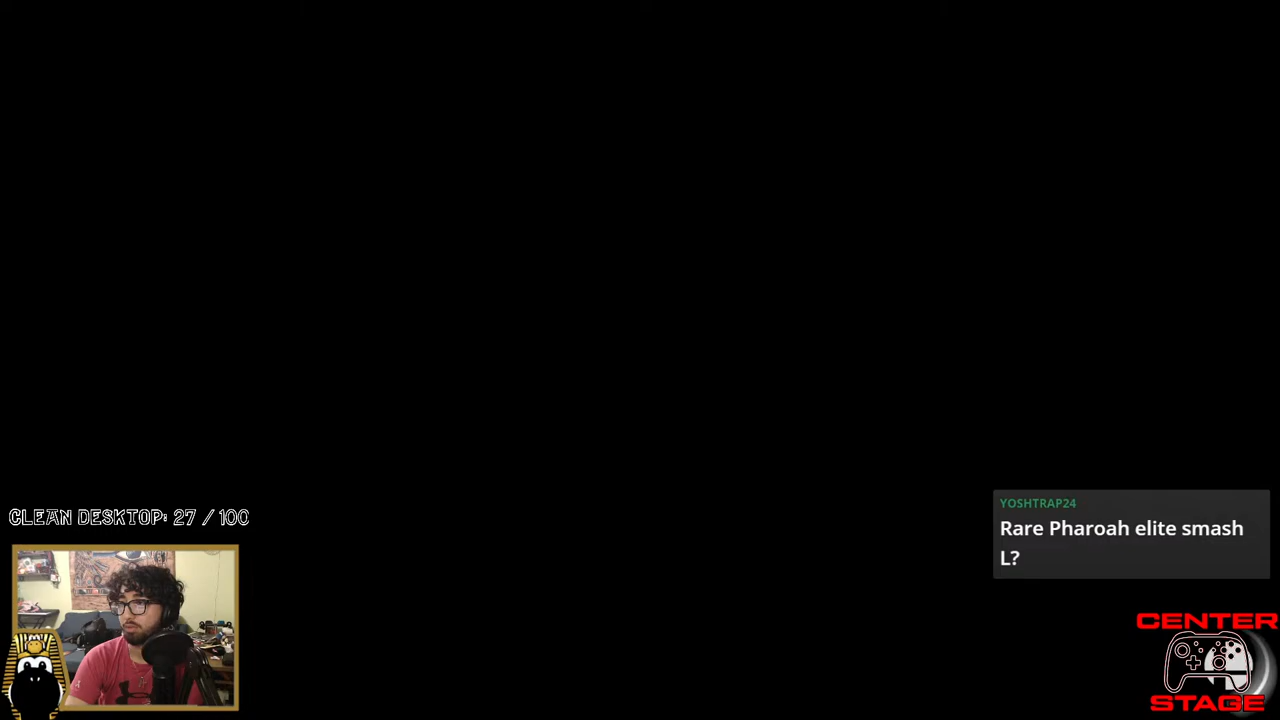 CLEAN DESKTOP: 27 / 100
YOSHTRAP24
Rare Pharoah elite smash
L?
CENTER
STAGE